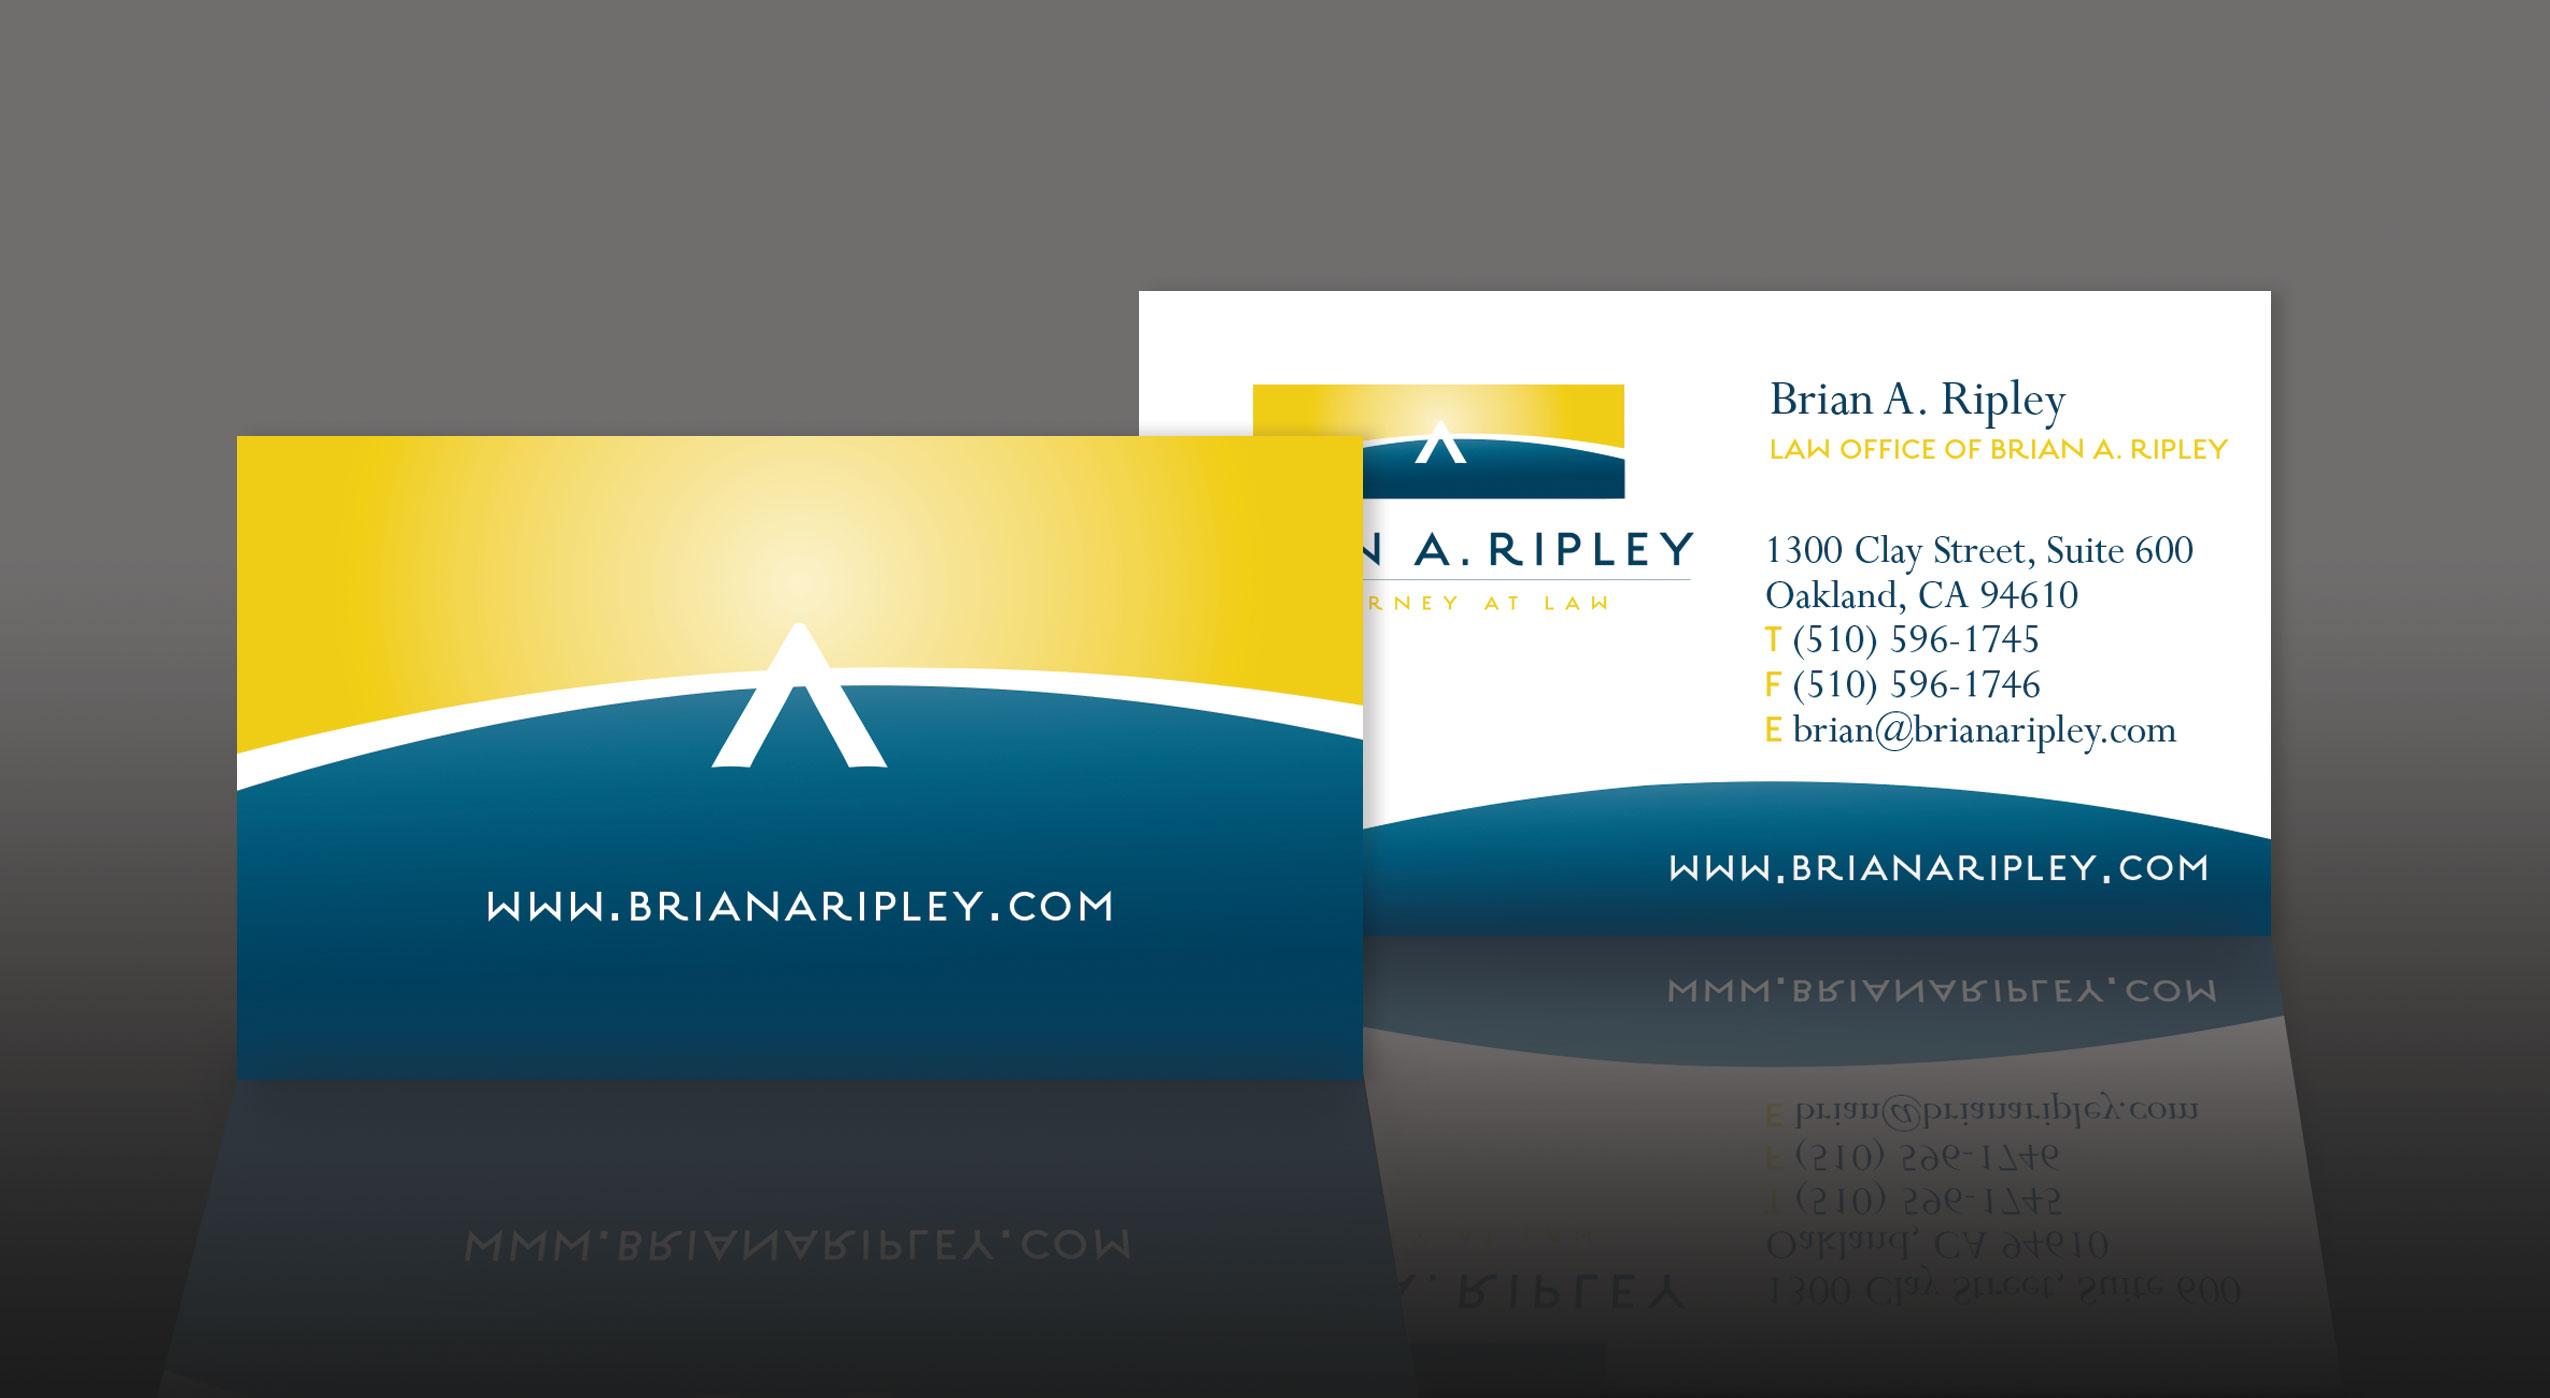 WWW.BRIANARIPLEY.COM
N A. RIPLEY
RNEY AT LAW
Brian A. Ripley
LAW OFFICE OF BRIAN A. RIPLEY
1300 Clay Street, Suite 600
Oakland, CA 94610
T (510) 596-1745
F (510) 596-1746
E brian@brianaripley.com
WWW.BRIANARIPLEY.COM